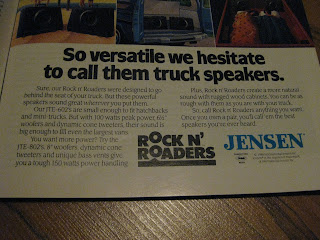 So versatile we hesitate
to call them truck speakers.
Sure, our Rock n' Roaders were designed to go
behind the seat of your truck. But these powerful
speakers sound great wherever you put them.
Our JTE-602's are small enough to fit hatchbacks
and mini-trucks. But with 100 watts peak power, 6½"
woofers and dynamic cone tweeters, their sound is
big enough to fill even the largest vans.
You want more power? Try the
JTE-802's. 8" woofers, dynamic cone
tweeters and unique bass vents give
you a tough 150 watts power handling.
Plus, Rock n' Roaders create a more natural
sound with rugged wood cabinets. You can be as
rough with them as you are with your truck.
So, call Rock n' Roaders anything you want.
Once you own a pair, you'll call 'em the best
speakers you've ever heard.
ROCK N'
ROADERS
JENSEN